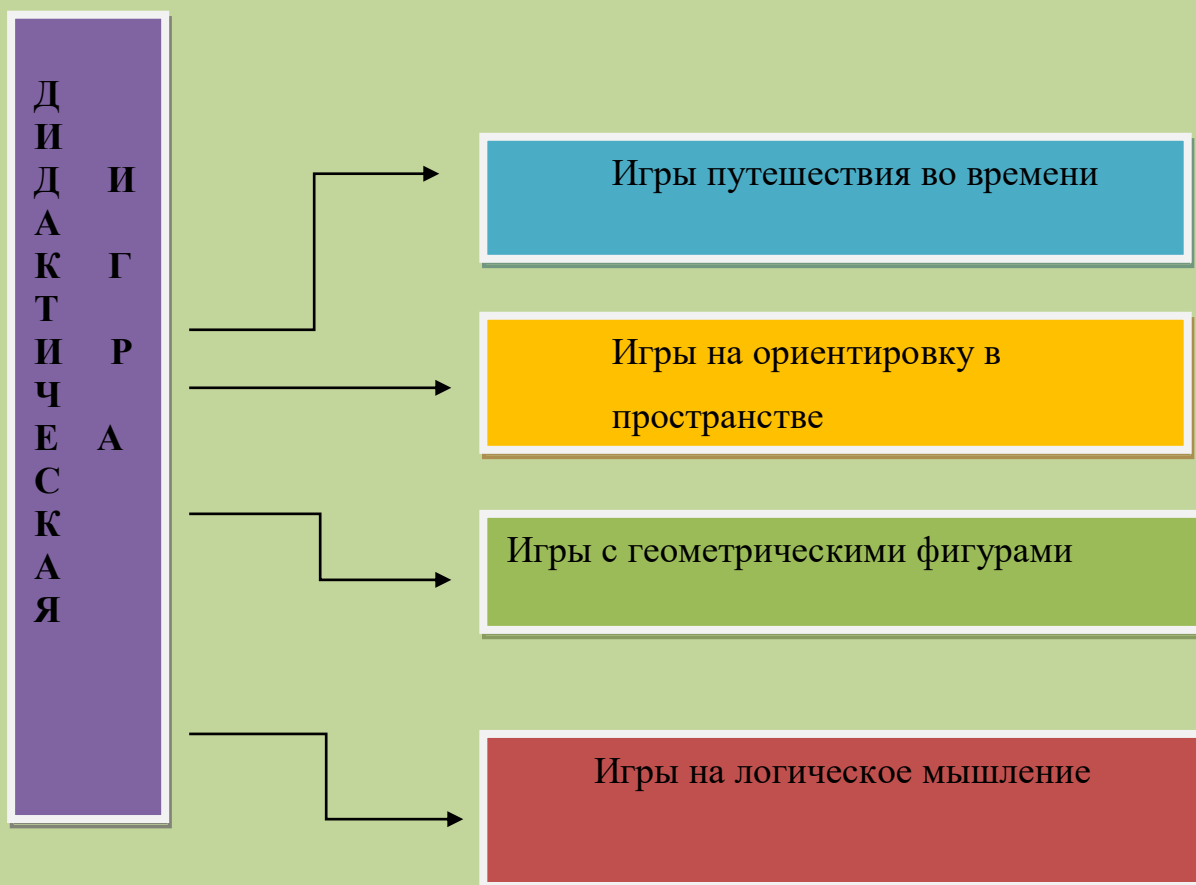 ДИДАКТИЧЕСКАЯ
ИГРА
Игры путешествия во времени
Игры на ориентировку в
пространстве
Игры с геометрическими фигурами
Игры на логическое мышление